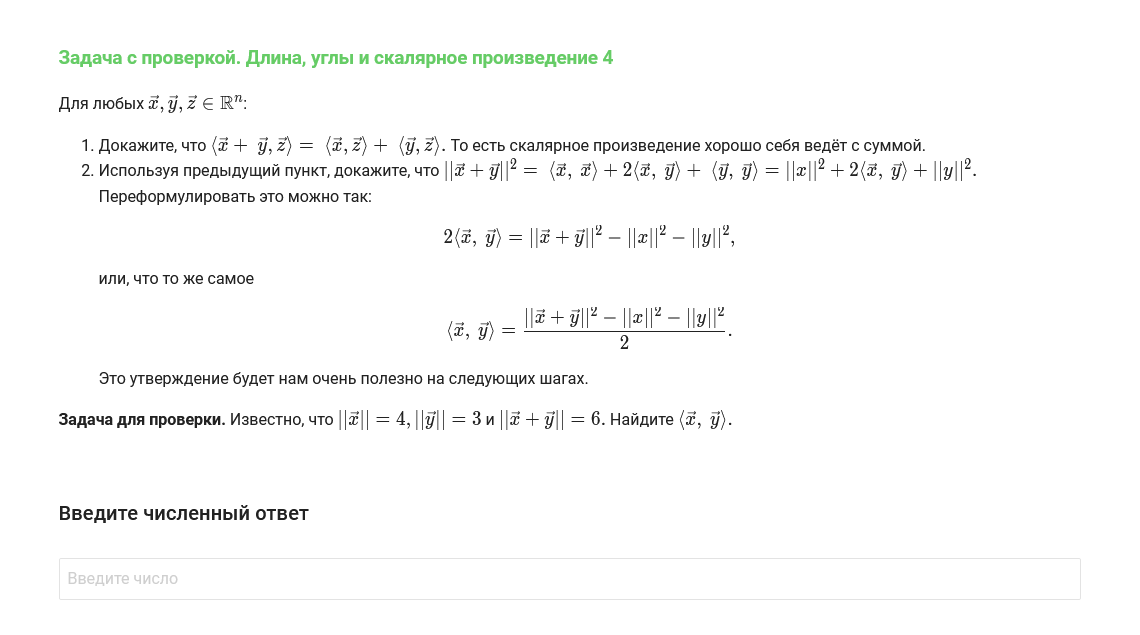 Задача с проверкой. Длина, углы и скалярное произведение 4
Для любых $\vec{x}, \vec{y}, \vec{z} \in \mathbb{R}^n$:
1. Докажите, что $\langle \vec{x} + \vec{y}, \vec{z} \rangle = \langle \vec{x}, \vec{z} \rangle + \langle \vec{y}, \vec{z} \rangle$. То есть скалярное произведение хорошо себя ведёт с суммой.
2. Используя предыдущий пункт, докажите, что $||\vec{x} + \vec{y}||^2 = \langle \vec{x}, \vec{x} \rangle + 2\langle \vec{x}, \vec{y} \rangle + \langle \vec{y}, \vec{y} \rangle = ||x||^2 + 2\langle \vec{x}, \vec{y} \rangle + ||y||^2$.
Переформулировать это можно так:
$2\langle \vec{x}, \vec{y} \rangle = ||\vec{x} + \vec{y}||^2 - ||x||^2 - ||y||^2,$
или, что то же самое
$\langle \vec{x}, \vec{y} \rangle = \frac{||\vec{x} + \vec{y}||^2 - ||x||^2 - ||y||^2}{2}.$
Это утверждение будет нам очень полезно на следующих шагах.
Задача для проверки. Известно, что $||\vec{x}|| = 4, ||\vec{y}|| = 3$ и $||\vec{x} + \vec{y}|| = 6$. Найдите $\langle \vec{x}, \vec{y} \rangle$.
Введите численный ответ
Введите число